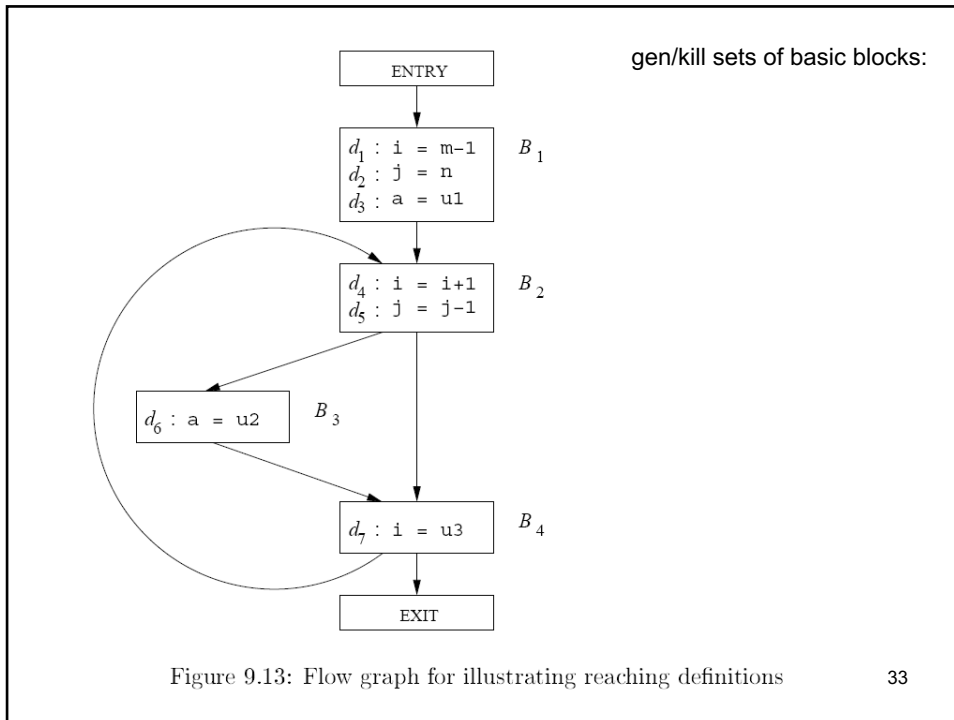 gen/kill sets of basic blocks:
ENTRY
d1 : i = m-1
d2 : j = n
d3 : a = u1
B1
d4 : i = i+1
d5 : j = j-1
B2
d6 : a = u2
B3
d7 : i = u3
B4
EXIT
Figure 9.13: Flow graph for illustrating reaching definitions
33